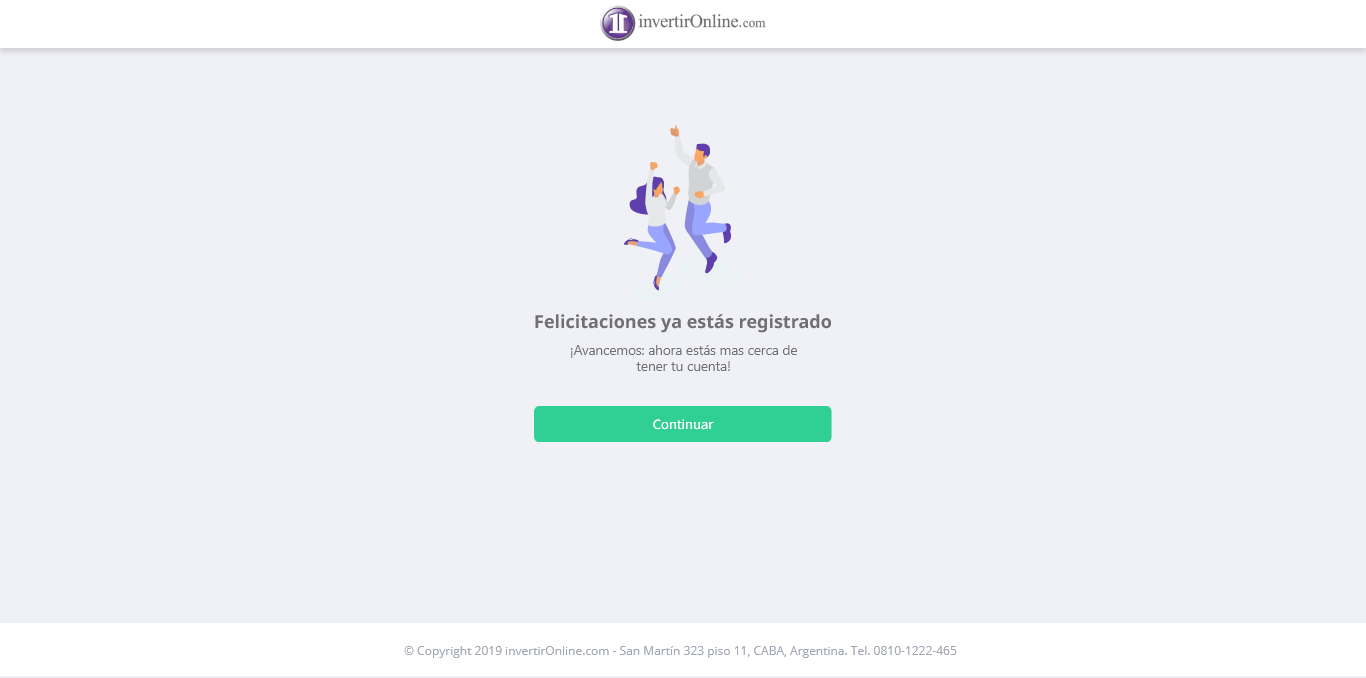 invertirOnline.com
Felicitaciones ya estás registrado
¡Avancemos: ahora estás mas cerca de
tener tu cuenta!
Continuar
© Copyright 2019 invertirOnline.com - San Martín 323 piso 11, CABA, Argentina. Tel. 0810-1222-465